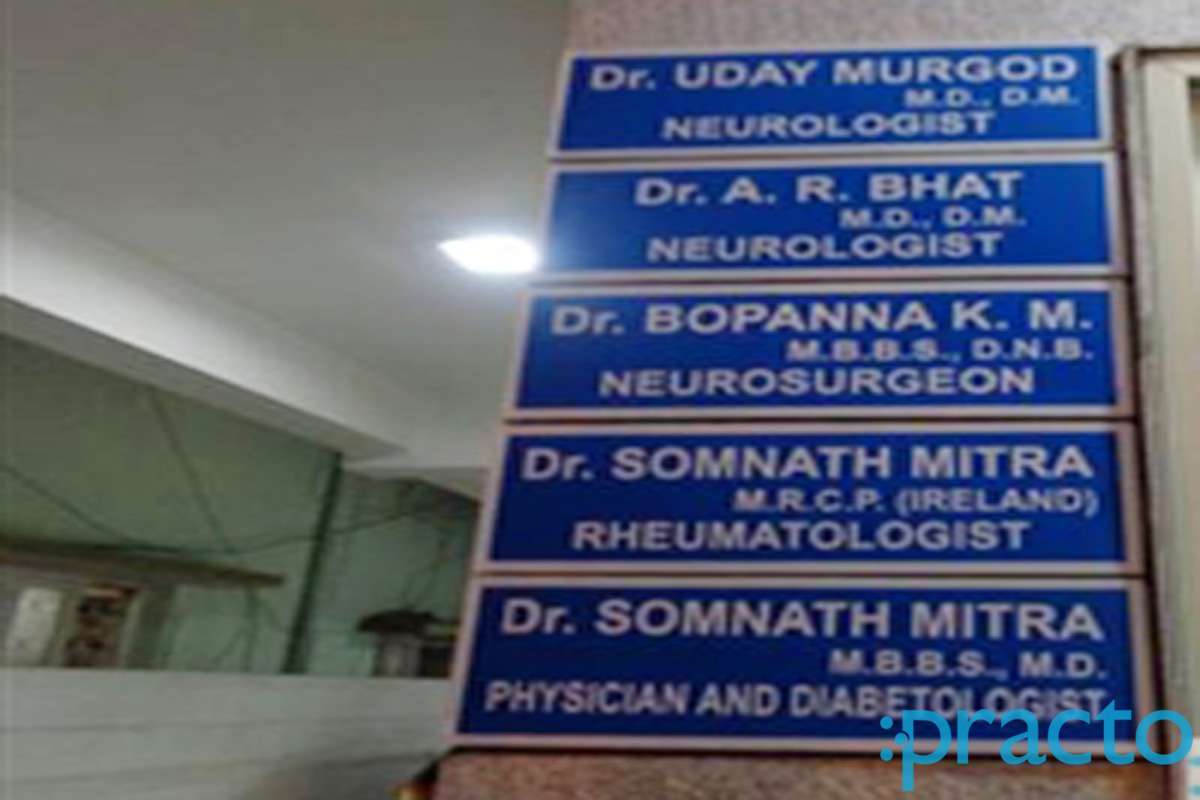 Dr. UDAY MURGOD
M.D., D.M.
NEUROLOGIST
Dr. A. R. BHAT
M.D., D.M.
NEUROLOGIST
Dr. BOPANNA K. M.
M.B.B.S., D.N.B.
NEUROSURGEON
Dr. SOMNATH MITRA
M.R.C.P. (IRELAND)
RHEUMATOLOGIST
Dr. SOMNATH MITRA
M.B.B.S., M.D.
PHYSICIAN AND DIABETOLOGIST
:practo